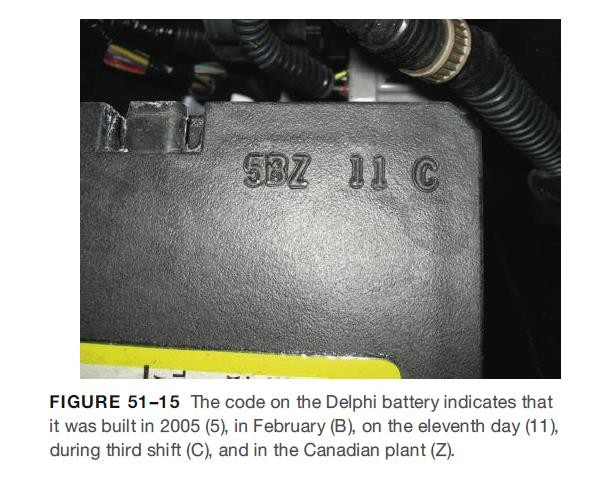 5BZ 11 C
FIGURE 51–15 The code on the Delphi battery indicates that
it was built in 2005 (5), in February (B), on the eleventh day (11),
during third shift (C), and in the Canadian plant (Z).